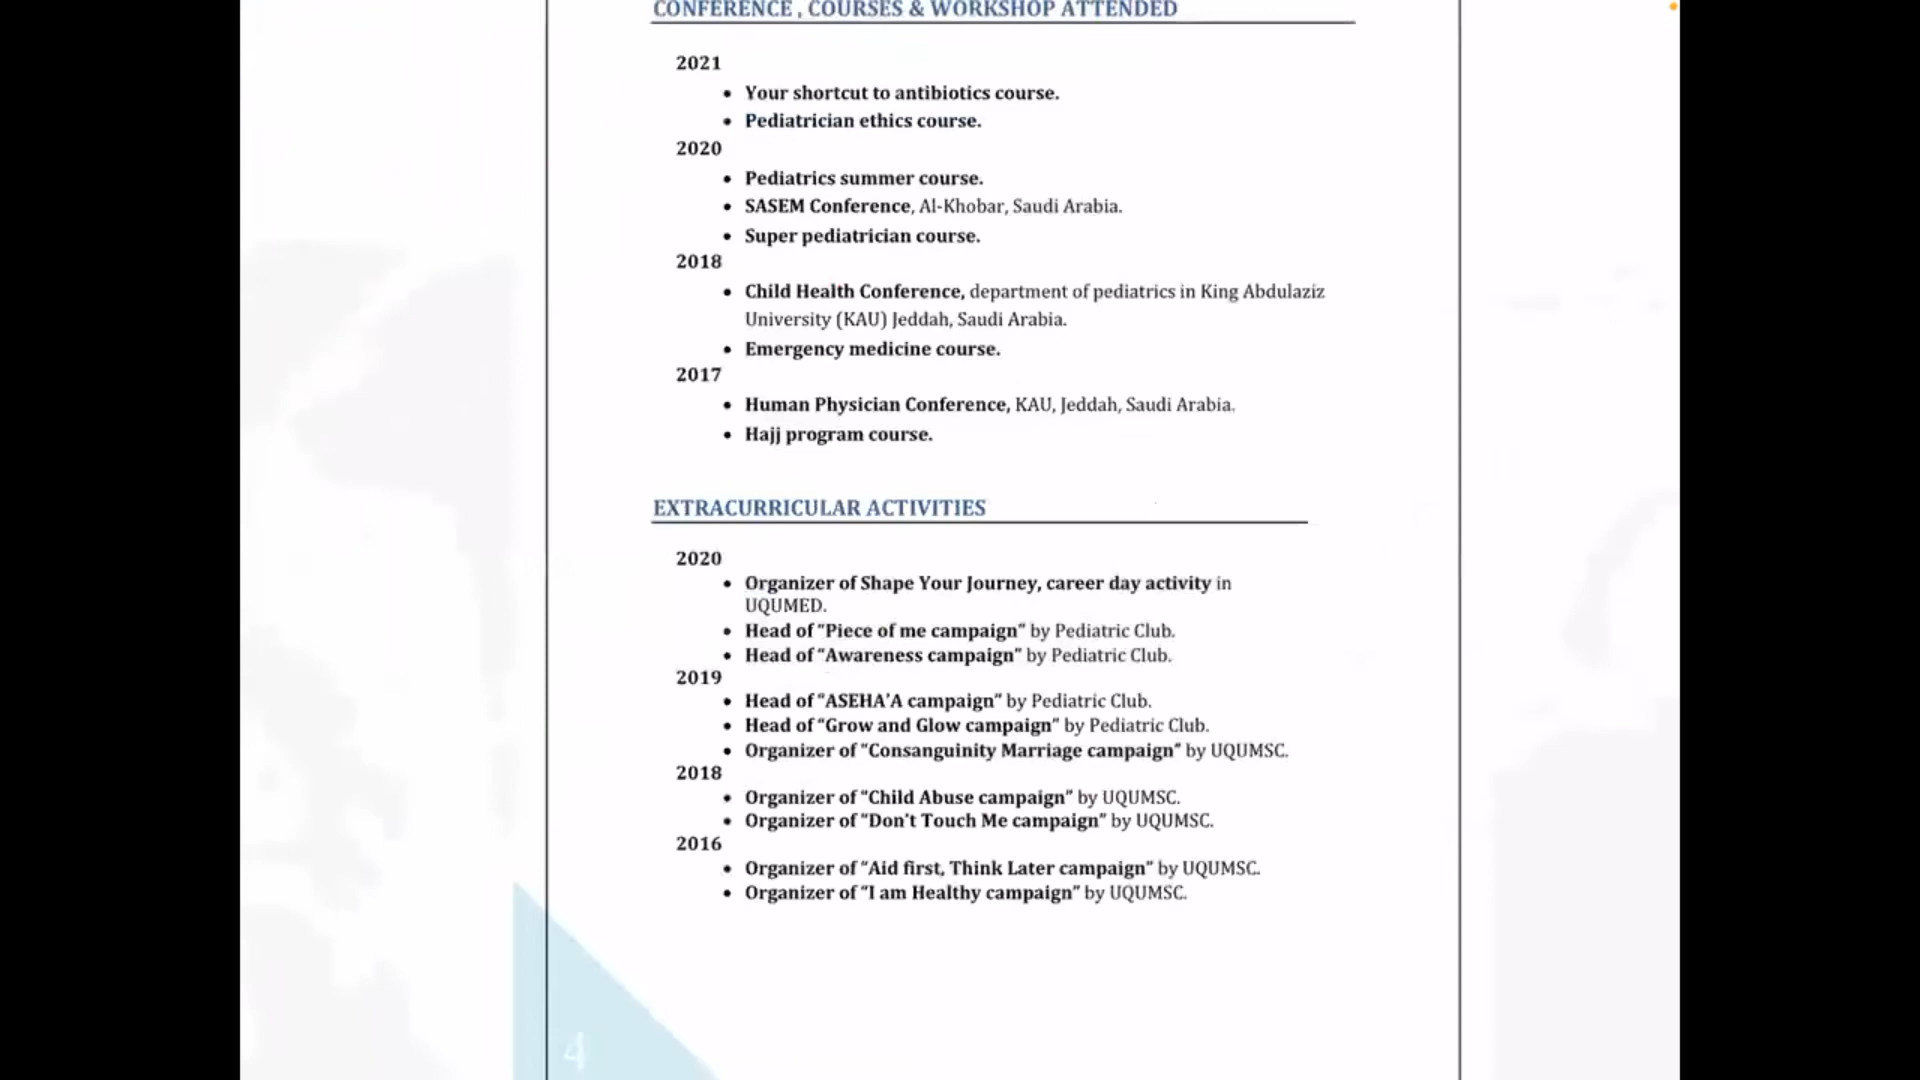 CONFERENCE , COURSES & WORKSHOP ATTENDED
2021
• Your shortcut to antibiotics course.
• Pediatrician ethics course.
2020
• Pediatrics summer course.
• SASEM Conference, Al-Khobar, Saudi Arabia.
• Super pediatrician course.
2018
• Child Health Conference, department of pediatrics in King Abdulaziz
University (KAU) Jeddah, Saudi Arabia.
• Emergency medicine course.
2017
• Human Physician Conference, KAU, Jeddah, Saudi Arabia.
• Hajj program course.
EXTRACURRICULAR ACTIVITIES
2020
• Organizer of Shape Your Journey, career day activity in
UQUMED.
• Head of “Piece of me campaign” by Pediatric Club.
• Head of “Awareness campaign” by Pediatric Club.
2019
• Head of “ASEHA’A campaign” by Pediatric Club.
• Head of “Grow and Glow campaign” by Pediatric Club.
• Organizer of “Consanguinity Marriage campaign” by UQUMSC.
2018
• Organizer of “Child Abuse campaign” by UQUMSC.
• Organizer of “Don’t Touch Me campaign” by UQUMSC.
2016
• Organizer of “Aid first, Think Later campaign” by UQUMSC.
• Organizer of “I am Healthy campaign” by UQUMSC.
4